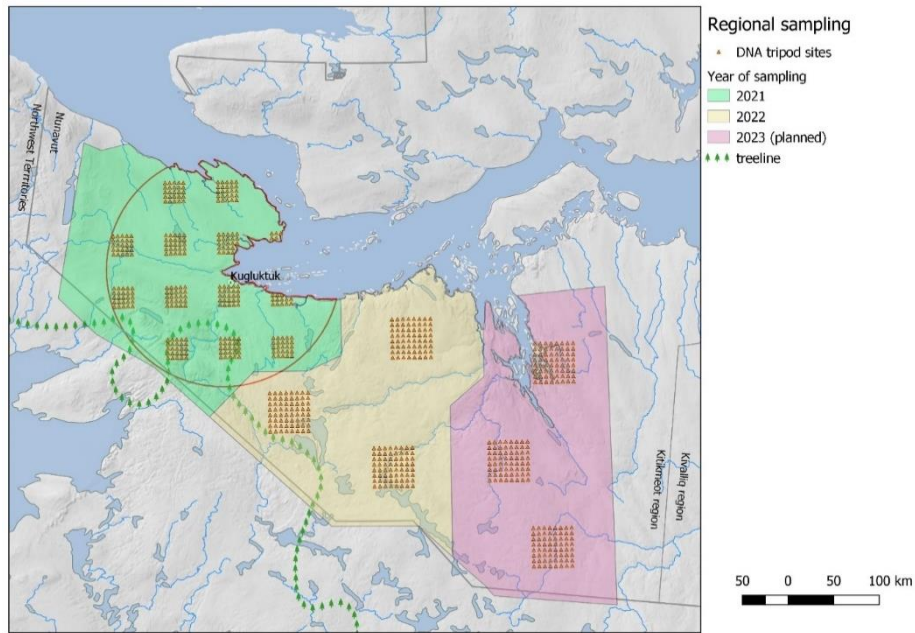 Regional sampling
DNA tripod sites
Year of sampling
2021
2022
2023 (planned)
treeline
Nunavut
Northwest Territories
Kugluktuk
Kitikmeot region
Kivalliq region
50 0 50 100 km